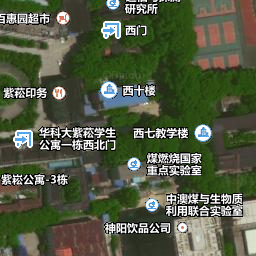 研究所
百惠园超市
西门
紫菘印务
西十楼
华科大紫菘学生
公寓一栋西北门
西七教学楼
煤燃烧国家
重点实验室
紫菘公寓-3栋
中澳煤与生物质
利用联合实验室
神阳饮品公司